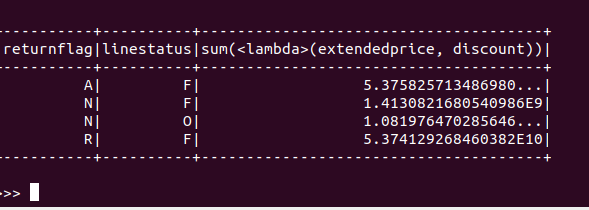 -----------+----------+--------------------------------------+
returnflag|linestatus|sum(<lambda>(extendedprice, discount))|
-----------+----------+--------------------------------------+
A| F| 5.375825713486980...|
N| F| 1.4130821680540986E9|
N| O| 1.081976470285646...|
R| F| 5.374129268460382E10|
-----------+----------+--------------------------------------+
>>>